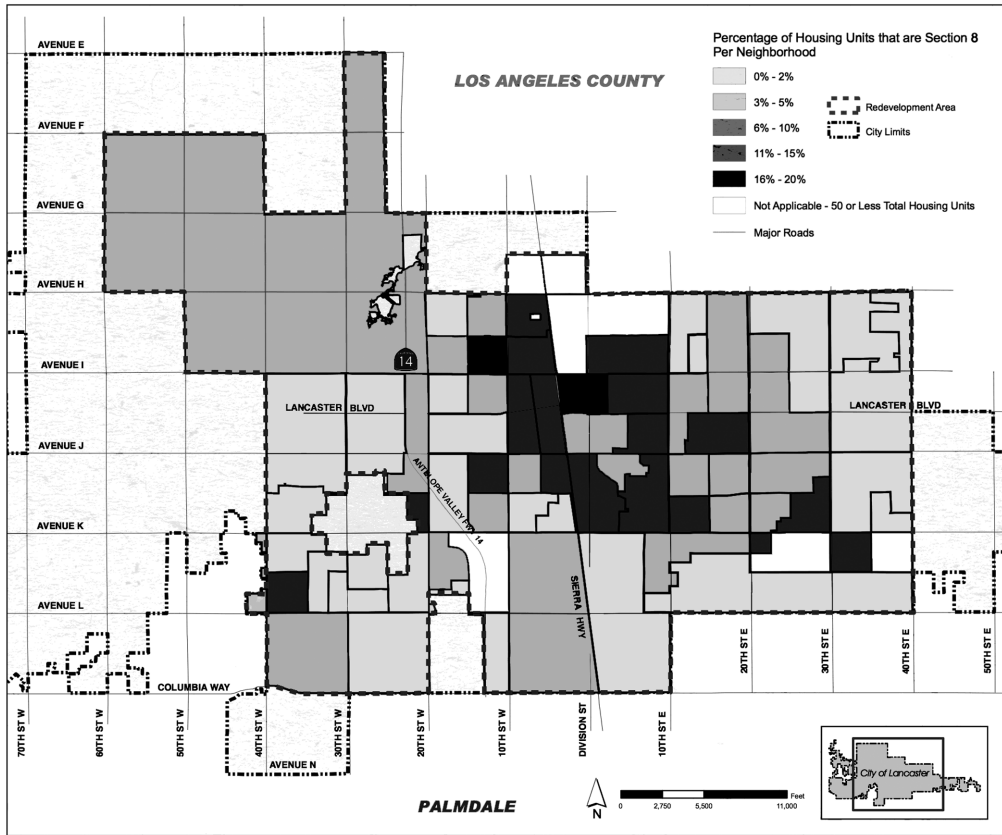 Percentage of Housing Units that are Section 8
Per Neighborhood
0% - 2%
3% - 5%
6% - 10%
11% - 15%
16% - 20%
Not Applicable - 50 or Less Total Housing Units
Major Roads
Redevelopment Area
City Limits
LOS ANGELES COUNTY
AVENUE E
AVENUE F
AVENUE G
AVENUE H
AVENUE I
14
LANCASTER BLVD
LANCASTER BLVD
AVENUE J
ANTELOPE VALLEY FWY 14
AVENUE K
SIERRA HWY
AVENUE L
COLUMBIA WAY
AVENUE N
70TH ST W
60TH ST W
50TH ST W
40TH ST W
30TH ST W
20TH ST W
10TH ST W
DIVISION ST
10TH ST E
20TH ST E
30TH ST E
40TH ST E
50TH ST E
PALMDALE
N
Feet
0 2,750 5,500 11,000
City of Lancaster